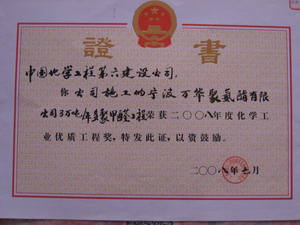 證書
中国化学工程第六建设公司:
你公司施工的宁波万华聚氨酯有限
公司3万吨/年多聚甲醛工程荣获二〇〇八年度化学工
业优质工程奖,特发此证,以资鼓励。
二〇〇八年七月